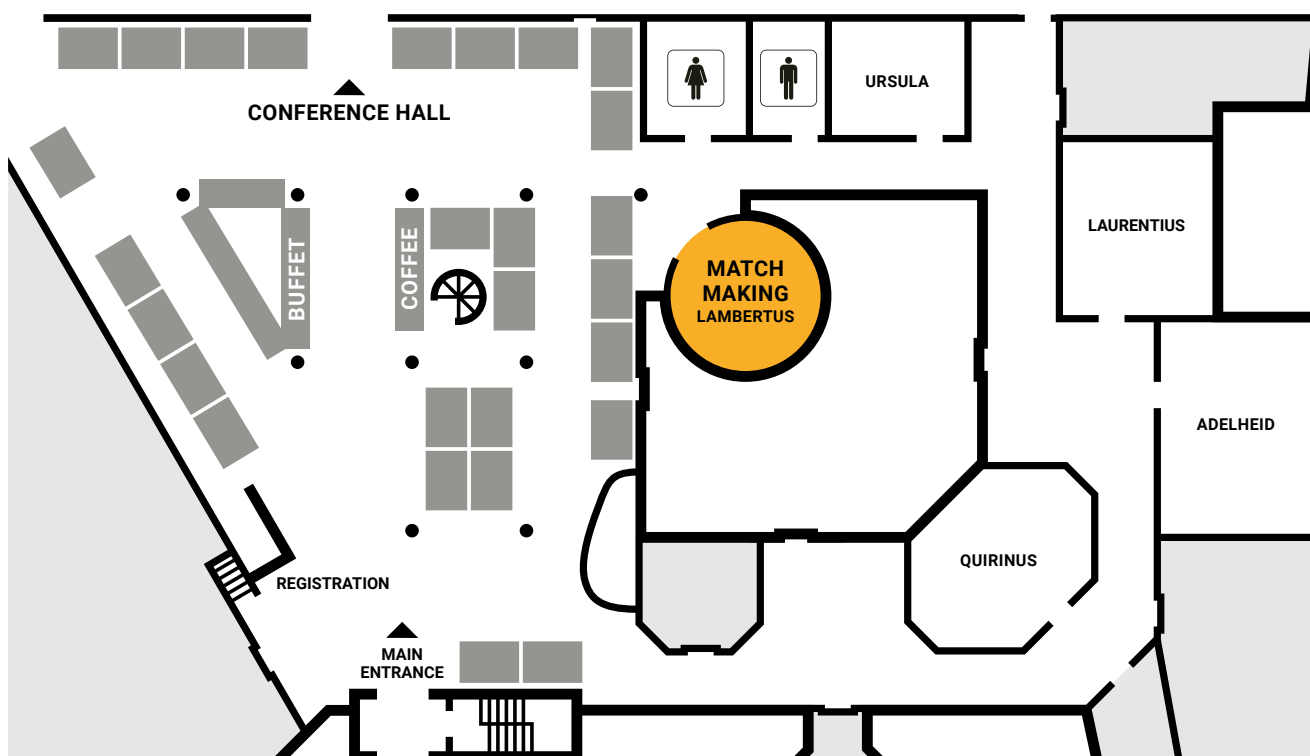 URSULA
CONFERENCE HALL
LAURENTIUS
BUFFET
COFFEE
MATCH
MAKING
LAMBERTUS
ADELHEID
QUIRINUS
REGISTRATION
MAIN
ENTRANCE